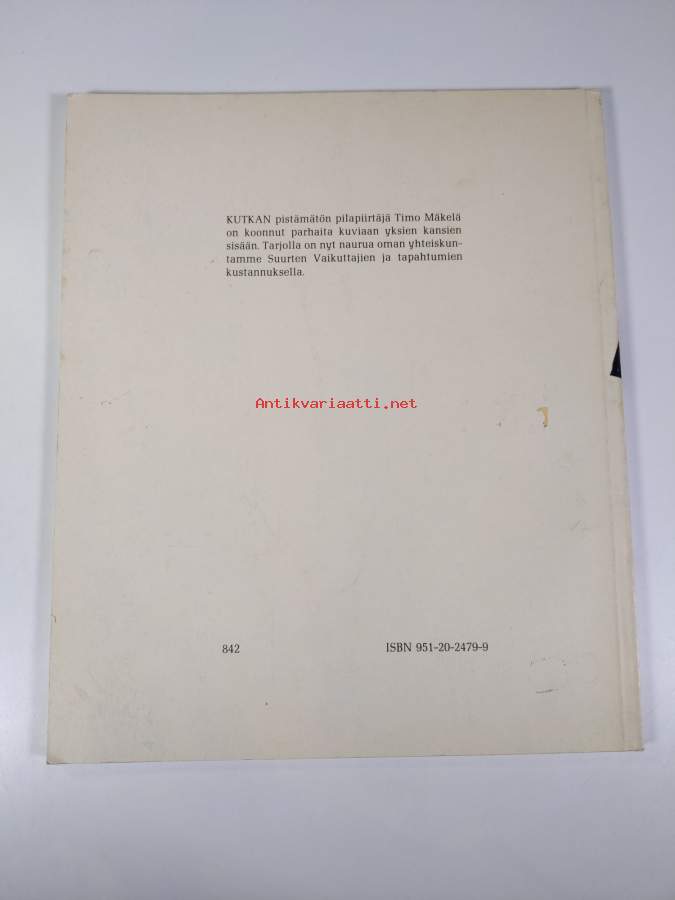 KUTKAN pistämätön pilapiirtäjä Timo Mäkelä
on koonnut parhaita kuviaan yksien kansien
sisään. Tarjolla on nyt naurua oman yhteiskun-
tamme Suurten Vaikuttajien ja tapahtumien
kustannuksella.
Antikvariaatti.net
842
ISBN 951-20-2479-9